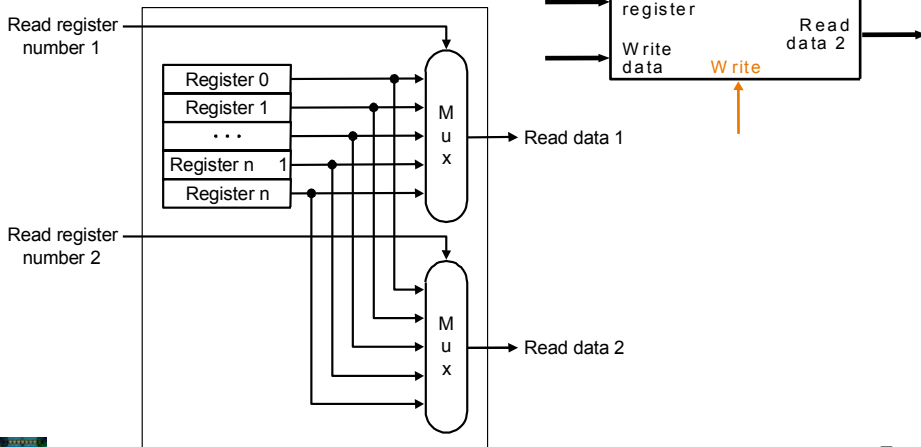 Read register
number 1
Register 0
Register 1
. . .
Register n 1
Register n
M
u
x
Read data 1
Read register
number 2
M
u
x
Read data 2
register
Read
data 2
Write
data
Write